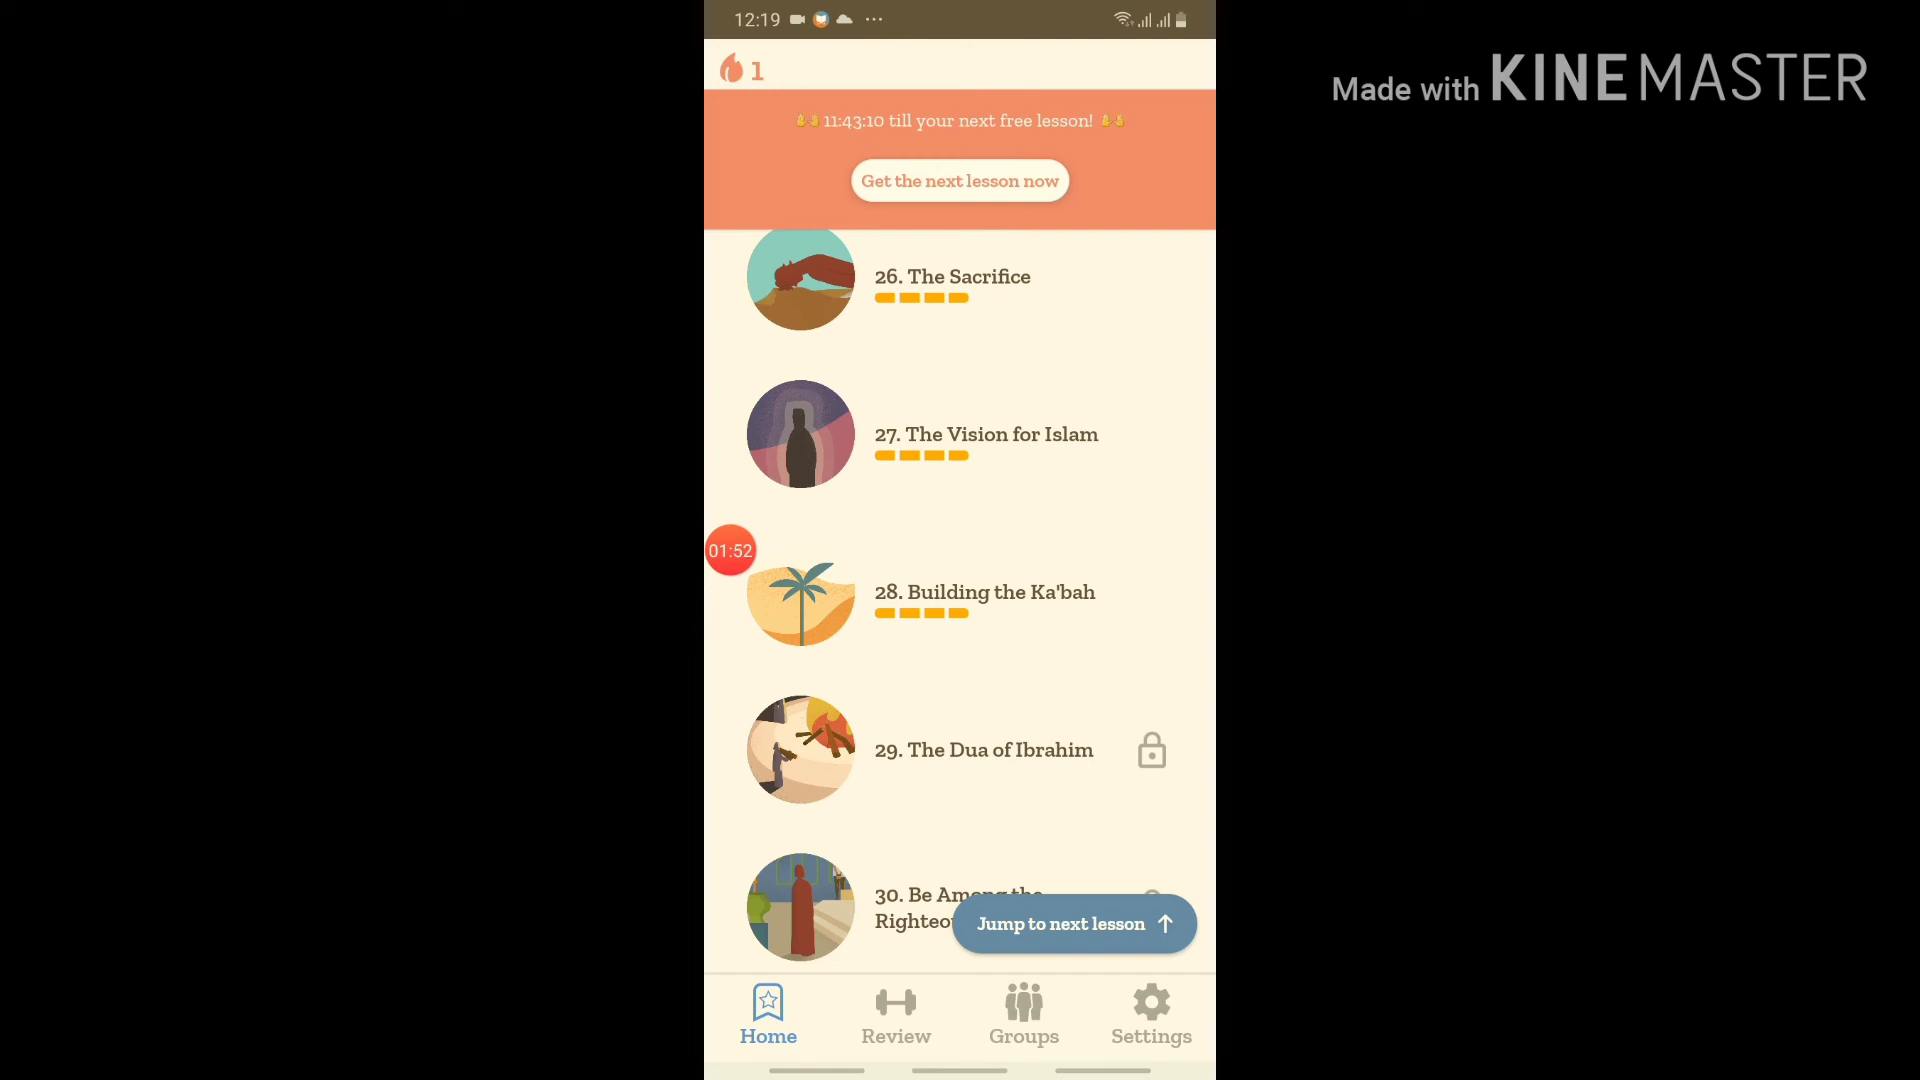 12:19
Made with KINEMASTER
1
11:43:10 till your next free lesson!
Get the next lesson now
26. The Sacrifice
27. The Vision for Islam
01:52
28. Building the Ka'bah
29. The Dua of Ibrahim
30. Be Among the
Jump to next lesson
Home
Review
Groups
Settings